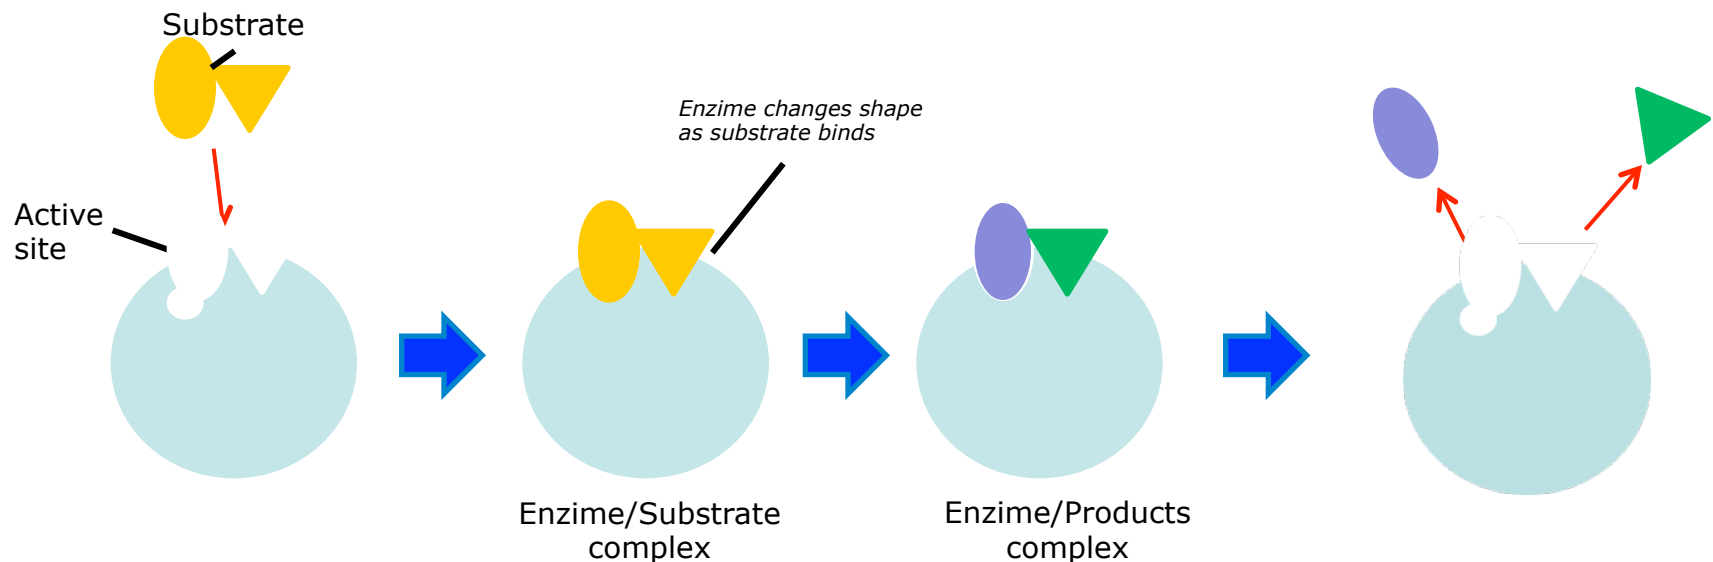 Substrate
Enzime changes shape
as substrate binds
Active
site
Enzime/Substrate
complex
Enzime/Products
complex